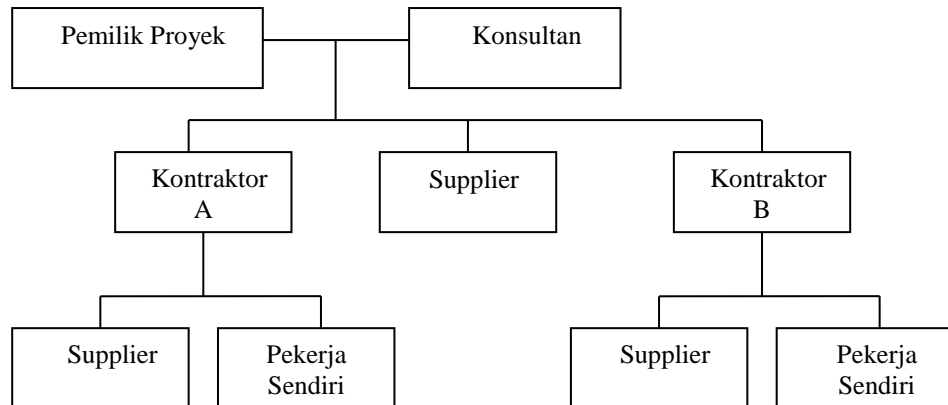 Pemilik Proyek
Konsultan
Kontraktor
A
Supplier
Kontraktor
B
Supplier
Pekerja
Sendiri
Supplier
Pekerja
Sendiri